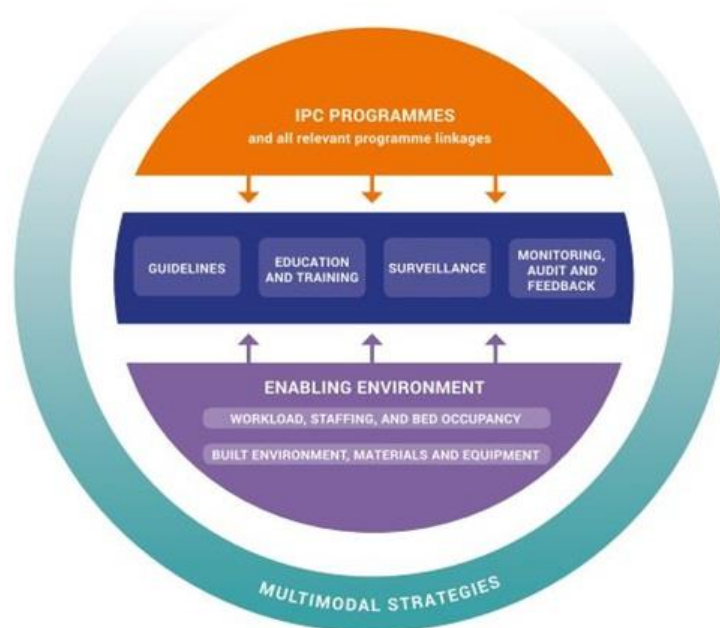 IPC PROGRAMMES
and all relevant programme linkages
GUIDELINES
EDUCATION
AND TRAINING
SURVEILLANCE
MONITORING,
AUDIT AND
FEEDBACK
ENABLING ENVIRONMENT
WORKLOAD, STAFFING, AND BED OCCUPANCY
BUILT ENVIRONMENT, MATERIALS AND EQUIPMENT
MULTIMODAL STRATEGIES